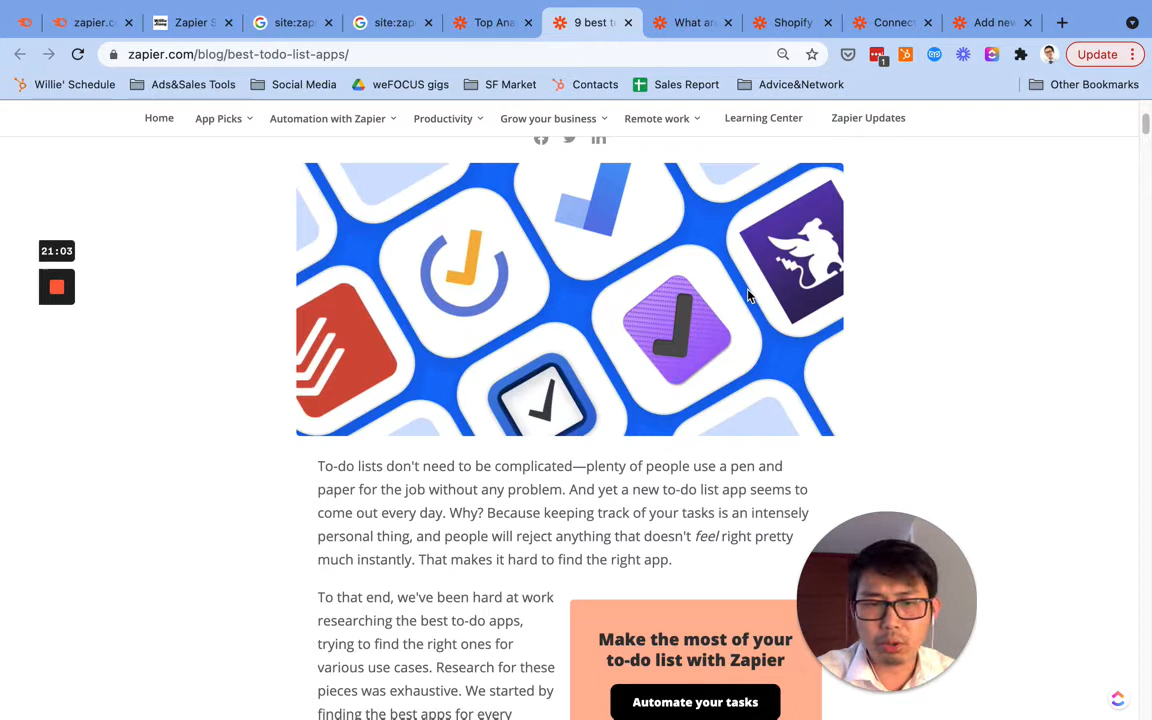 zapier.c
Zapier S
site:zap
site:zap
Top Ana
9 best to
What are
Shopify
Connect
Add new
zapier.com/blog/best-todo-list-apps/
1
Update
Willie' Schedule
Ads&Sales Tools
Social Media
weFOCUS gigs
SF Market
Contacts
Sales Report
Advice&Network
Other Bookmarks
Home
App Picks
Automation with Zapier
Productivity
Grow your business
Remote work
Learning Center
Zapier Updates
21:03
To-do lists don't need to be complicated—plenty of people use a pen and
paper for the job without any problem. And yet a new to-do list app seems to
come out every day. Why? Because keeping track of your tasks is an intensely
personal thing, and people will reject anything that doesn't feel right pretty
much instantly. That makes it hard to find the right app.
To that end, we've been hard at work
researching the best to-do apps,
trying to find the right ones for
various use cases. Research for these
pieces was exhaustive. We started by
finding the best apps for every
Make the most of your
to-do list with Zapier
Automate your tasks